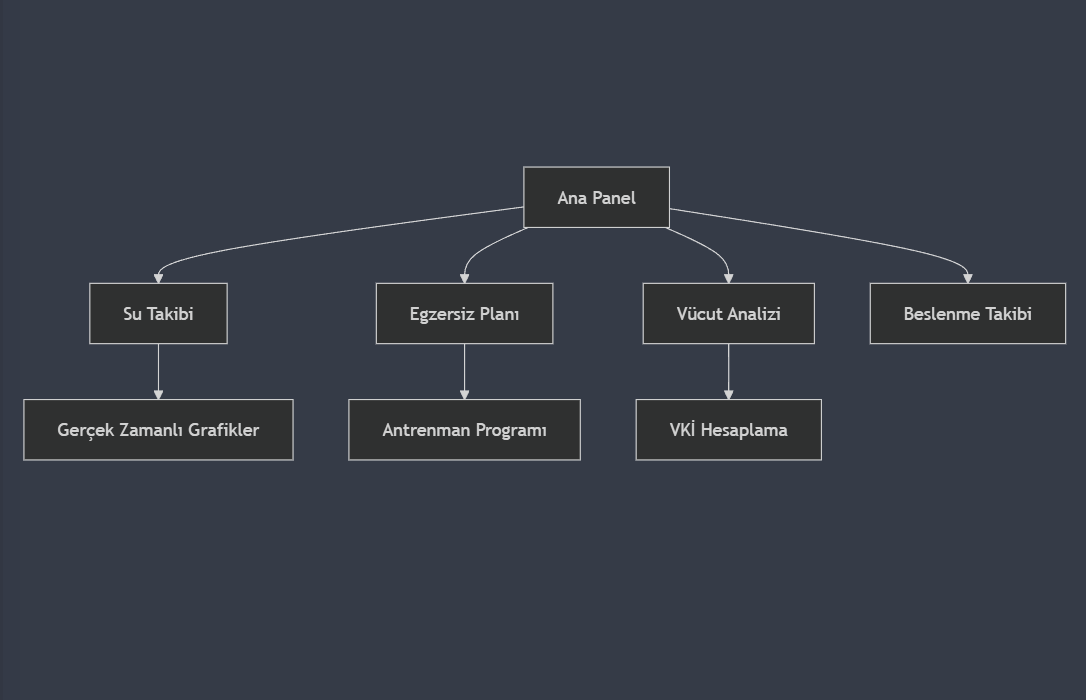 Ana Panel
Su Takibi
Egzersiz Planı
Vücut Analizi
Beslenme Takibi
Gerçek Zamanlı Grafikler
Antrenman Programı
VKİ Hesaplama